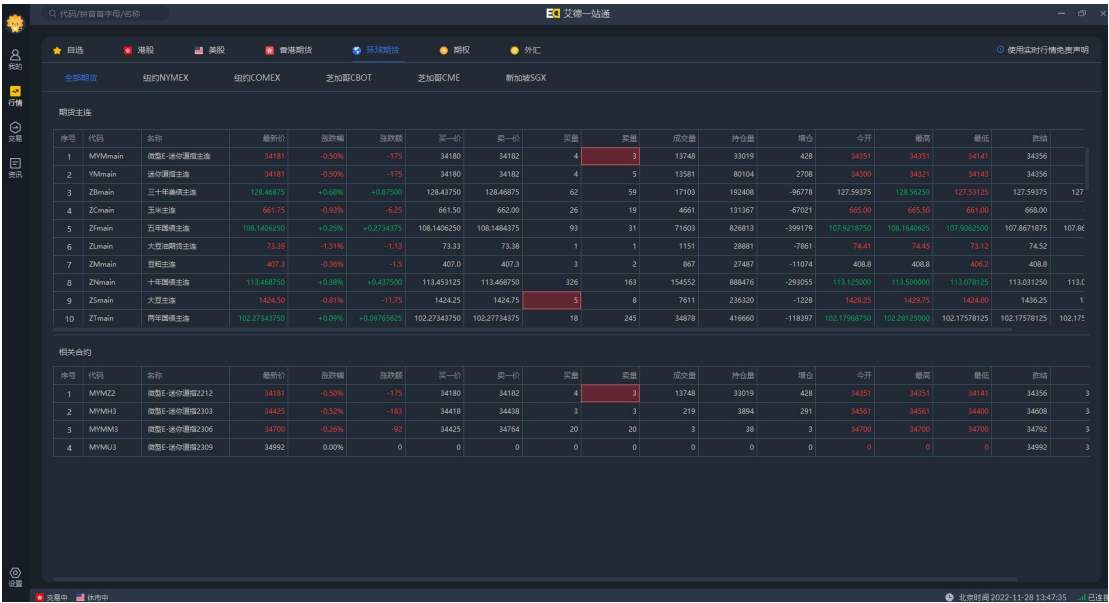 代码/拼音首字母/名称
艾德一站通
我的
行情
交易
资讯
设置
自选 港股 美股 香港期货 环球期货 期权 外汇 使用实时行情免责声明
全部期货 纽约NYMEX 纽约COMEX 芝加哥CBOT 芝加哥CME 新加坡SGX
期货主连
序号 代码 名称 最新价 涨跌幅 涨跌额 买一价 卖一价 买量 卖量 成交量 持仓量 增仓 今开 最高 最低 昨结
1 MYMmain 微型E-迷你道指主连 34181 -0.50% -175 34180 34182 4 3 13748 33019 428 34351 34351 34141 34356
2 YMmain 迷你道指主连 34181 -0.50% -175 34180 34182 4 5 13581 80104 2708 34300 34321 34143 34356
3 ZBmain 三十年美债主连 128.46875 +0.68% +0.87500 128.43750 128.46875 62 59 17103 192408 -96778 127.59375 128.56250 127.53125 127.59375 127
4 ZCmain 玉米主连 661.75 -0.93% -6.25 661.50 662.00 26 19 4661 131367 -67021 665.00 665.50 661.00 668.00
5 ZFmain 五年国债主连 108.1406250 +0.25% +0.2734375 108.1406250 108.1484375 93 31 71603 826813 -399179 107.9218750 108.1640625 107.9062500 107.8671875 107.86
6 ZLmain 大豆油期货主连 73.39 -1.51% -1.13 73.33 73.38 1 1 1151 28881 -7861 74.41 74.45 73.12 74.52
7 ZMmain 豆粕主连 407.3 -0.36% -1.5 407.0 407.3 3 2 867 27487 -11074 408.8 408.8 406.2 408.8
8 ZNmain 十年国债主连 113.468750 +0.38% +0.437500 113.453125 113.468750 326 163 154552 888476 -293055 113.125000 113.500000 113.078125 113.031250 113.0
9 ZSmain 大豆主连 1424.50 -0.81% -11.75 1424.25 1424.75 5 8 7611 236320 -1228 1428.25 1429.75 1424.00 1436.25 1
10 ZTmain 两年国债主连 102.27343750 +0.09% +0.09765625 102.27343750 102.27734375 18 245 34878 416660 -118397 102.17968750 102.28125000 102.17578125 102.17578125 102.175
相关合约
序号 代码 名称 最新价 涨跌幅 涨跌额 买一价 卖一价 买量 卖量 成交量 持仓量 增仓 今开 最高 最低 昨结
1 MYMZ2 微型E-迷你道指2212 34181 -0.50% -175 34180 34182 4 3 13748 33019 428 34351 34351 34141 34356 3
2 MYMH3 微型E-迷你道指2303 34425 -0.52% -183 34418 34438 3 3 219 3894 291 34561 34561 34400 34608 3
3 MYMM3 微型E-迷你道指2306 34700 -0.26% -92 34425 34764 20 20 3 38 3 34700 34700 34700 34792 3
4 MYMU3 微型E-迷你道指2309 34992 0.00% 0 0 0 0 0 0 0 0 0 0 0 34992 3
交易中 休市中 北京时间 2022-11-28 13:47:35 已连接